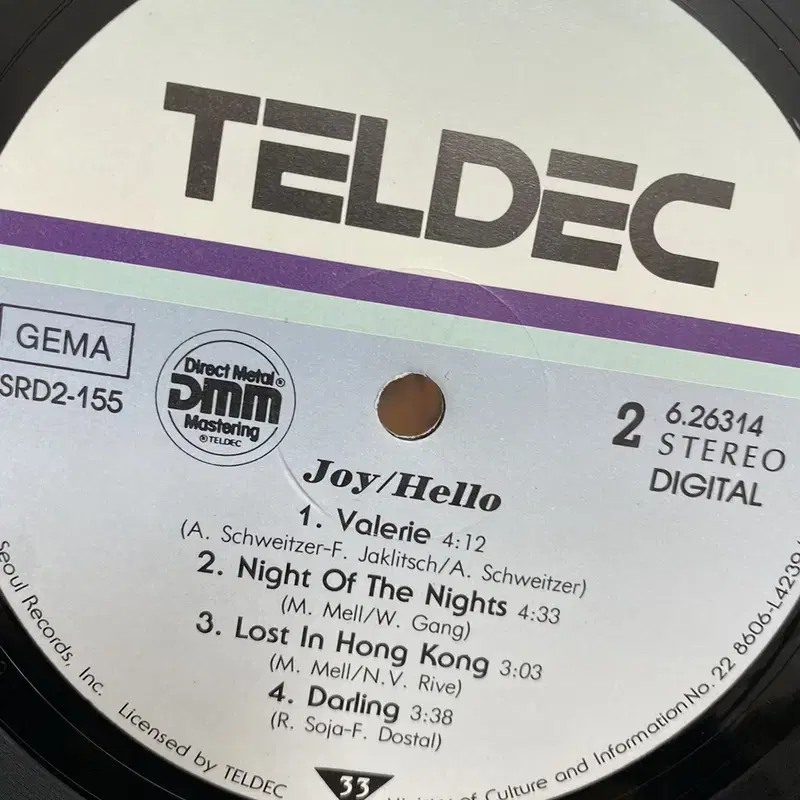 TELDEC
GEMA
SRD2-155
Direct Metal®
DMM
Mastering
®TELDEC
2
6.26314
STEREO
DIGITAL
Joy/Hello
1. Valerie 4:12
(A. Schweitzer-F. Jaklitsch/A. Schweitzer)
2. Night Of The Nights 4:33
(M. Mell/W. Gang)
3. Lost In Hong Kong 3:03
(M. Mell/N.V. Rive)
4. Darling 3:38
(R. Soja-F. Dostal)
33
Seoul Records, Inc. Licensed by TELDEC
of Culture and Information No. 22 8606-L4239